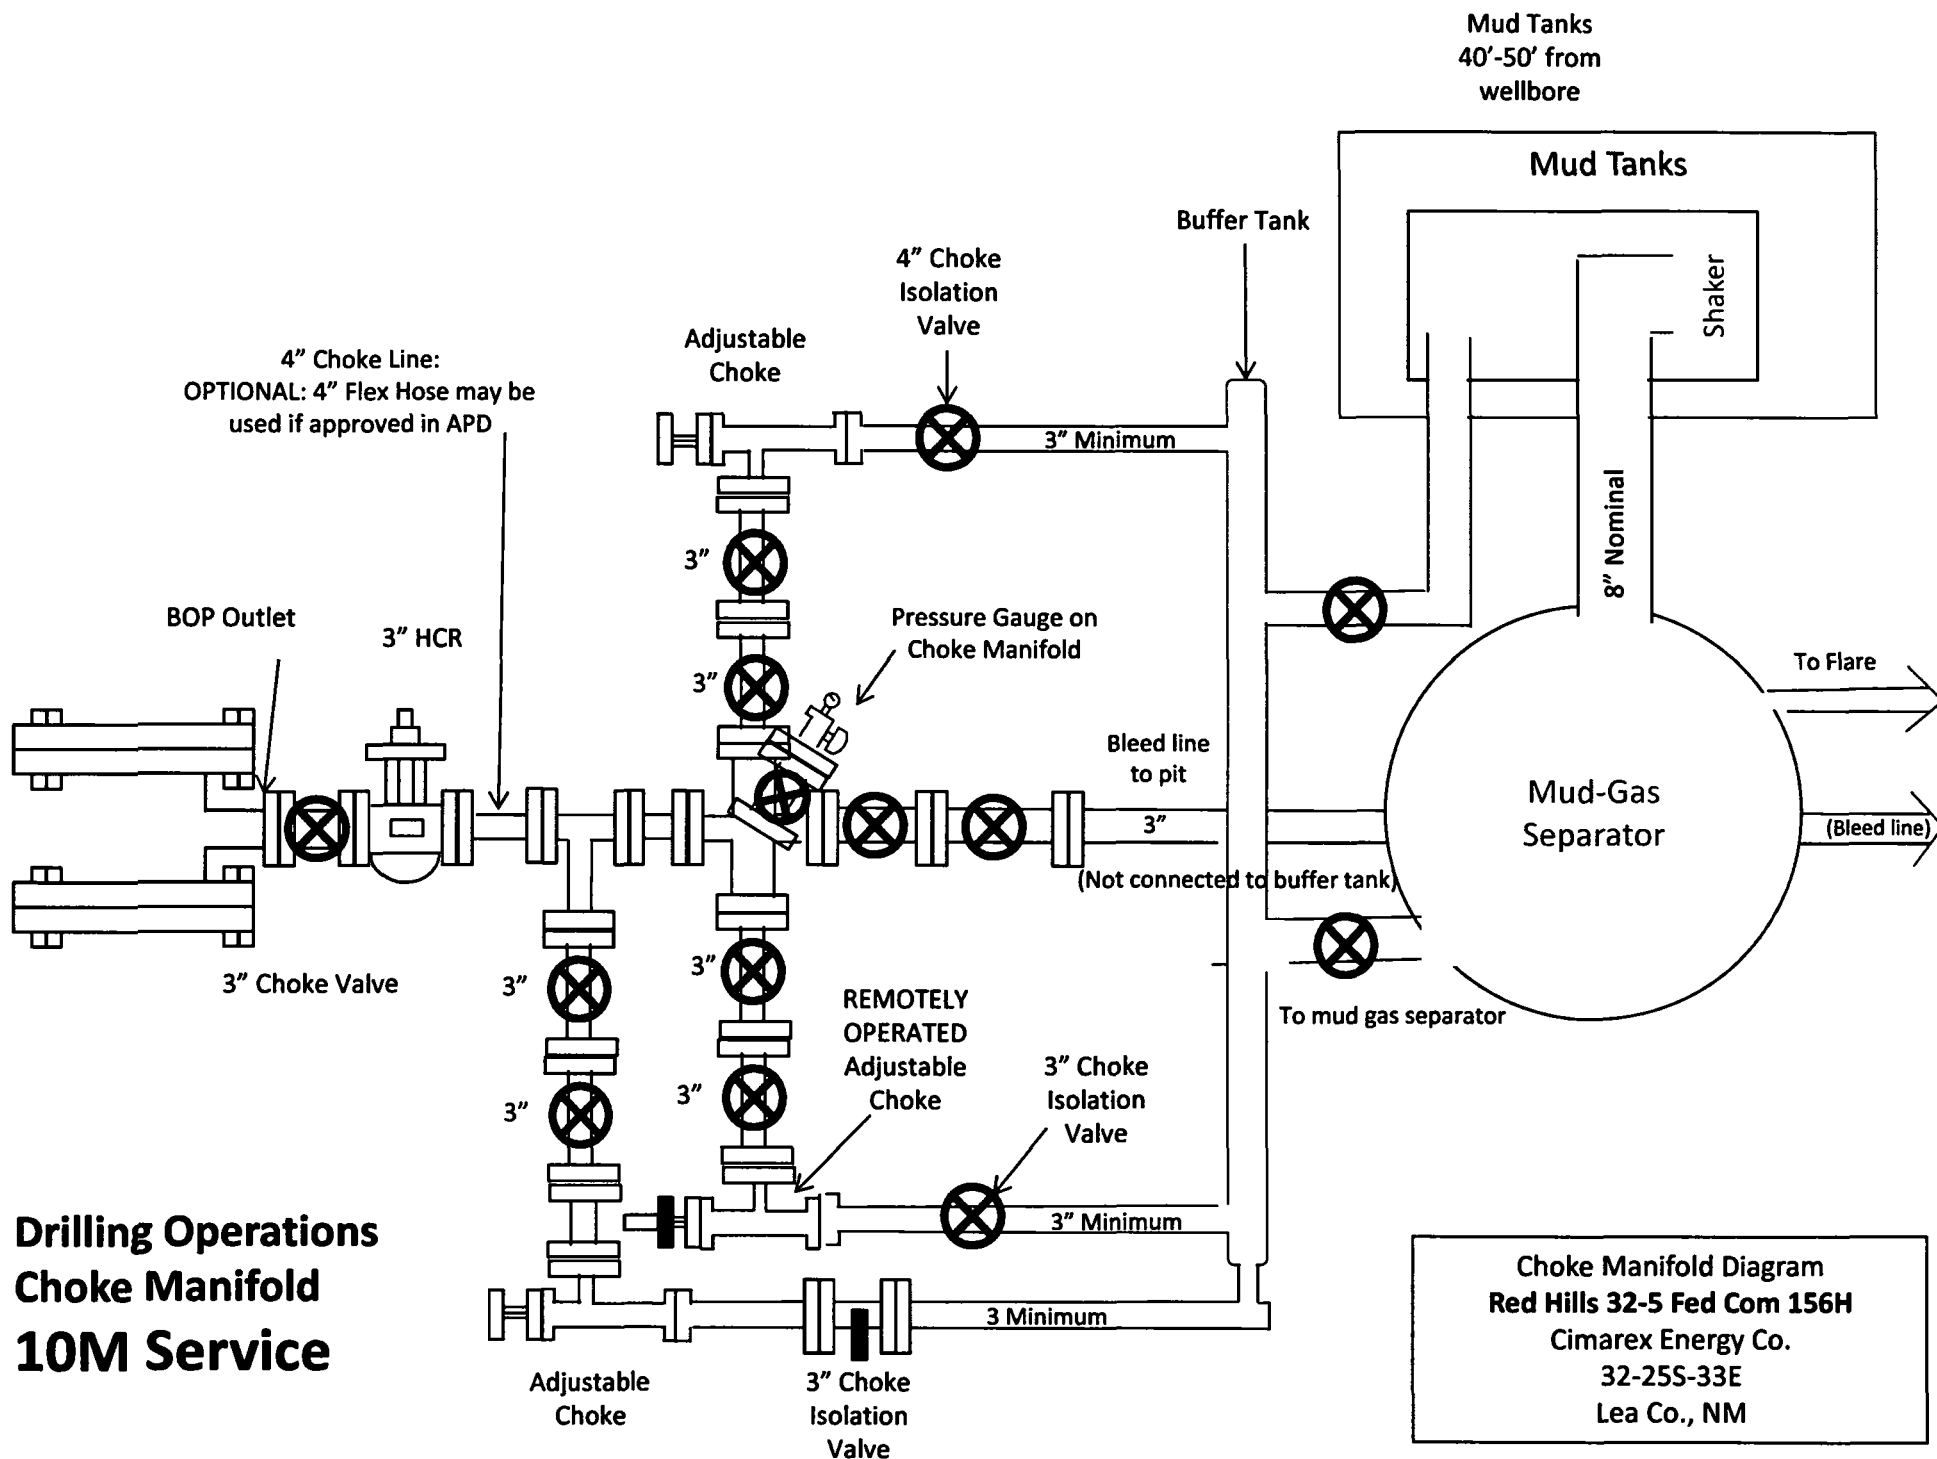 Mud Tanks
40’-50’ from
wellbore
Mud Tanks
Shaker
Buffer Tank
4” Choke
Isolation
Valve
Adjustable
Choke
4” Choke Line:
OPTIONAL: 4” Flex Hose may be
used if approved in APD
3” Minimum
8” Nominal
3”
BOP Outlet
3” HCR
Pressure Gauge on
Choke Manifold
3”
To Flare
Bleed line
to pit
Mud-Gas
Separator
3”
(Bleed line)
(Not connected to buffer tank)
3” Choke Valve
3”
3”
REMOTELY
OPERATED
Adjustable
Choke
To mud gas separator
3” Choke
Isolation
Valve
3”
3”
3” Minimum
Drilling Operations
Choke Manifold
10M Service
3 Minimum
Adjustable
Choke
3” Choke
Isolation
Valve
Choke Manifold Diagram
Red Hills 32-5 Fed Com 156H
Cimarex Energy Co.
32-25S-33E
Lea Co., NM